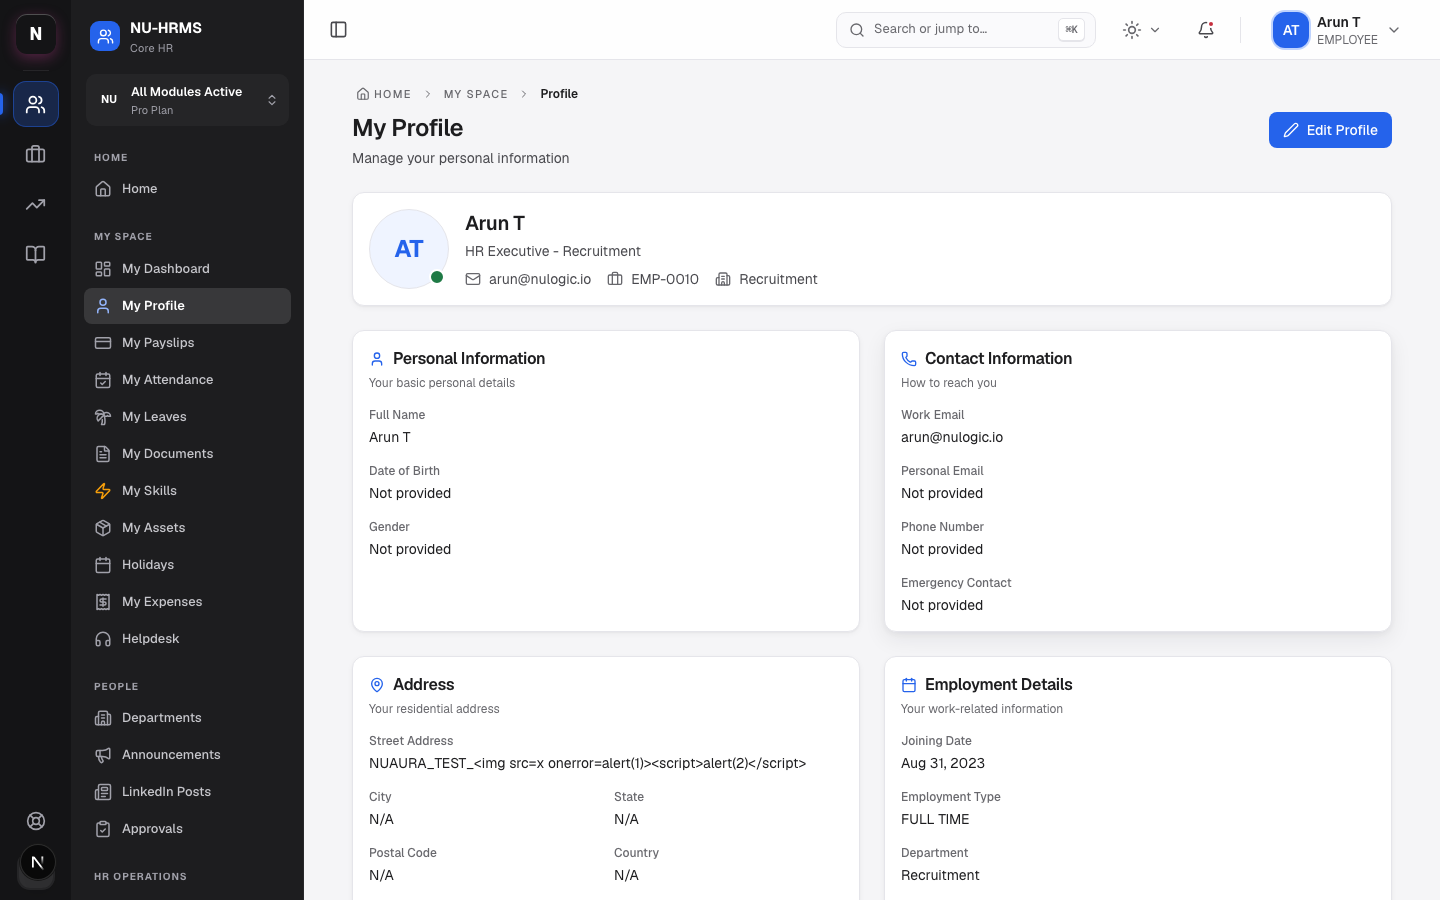 N
NU-HRMS
Core HR
NU
All Modules Active
Pro Plan
HOME
Home
MY SPACE
My Dashboard
My Profile
My Payslips
My Attendance
My Leaves
My Documents
My Skills
My Assets
Holidays
My Expenses
Helpdesk
PEOPLE
Departments
Announcements
LinkedIn Posts
Approvals
HR OPERATIONS
N
Search or jump to...
⌘K
AT
Arun T
EMPLOYEE
HOME > MY SPACE > Profile
My Profile
Manage your personal information
Edit Profile
AT
Arun T
HR Executive - Recruitment
arun@nulogic.io EMP-0010 Recruitment
Personal Information
Your basic personal details
Full Name
Arun T
Date of Birth
Not provided
Gender
Not provided
Contact Information
How to reach you
Work Email
arun@nulogic.io
Personal Email
Not provided
Phone Number
Not provided
Emergency Contact
Not provided
Address
Your residential address
Street Address
NUAURA_TEST_<img src=x onerror=alert(1)><script>alert(2)</script>
City State
N/A N/A
Postal Code Country
N/A N/A
Employment Details
Your work-related information
Joining Date
Aug 31, 2023
Employment Type
FULL TIME
Department
Recruitment